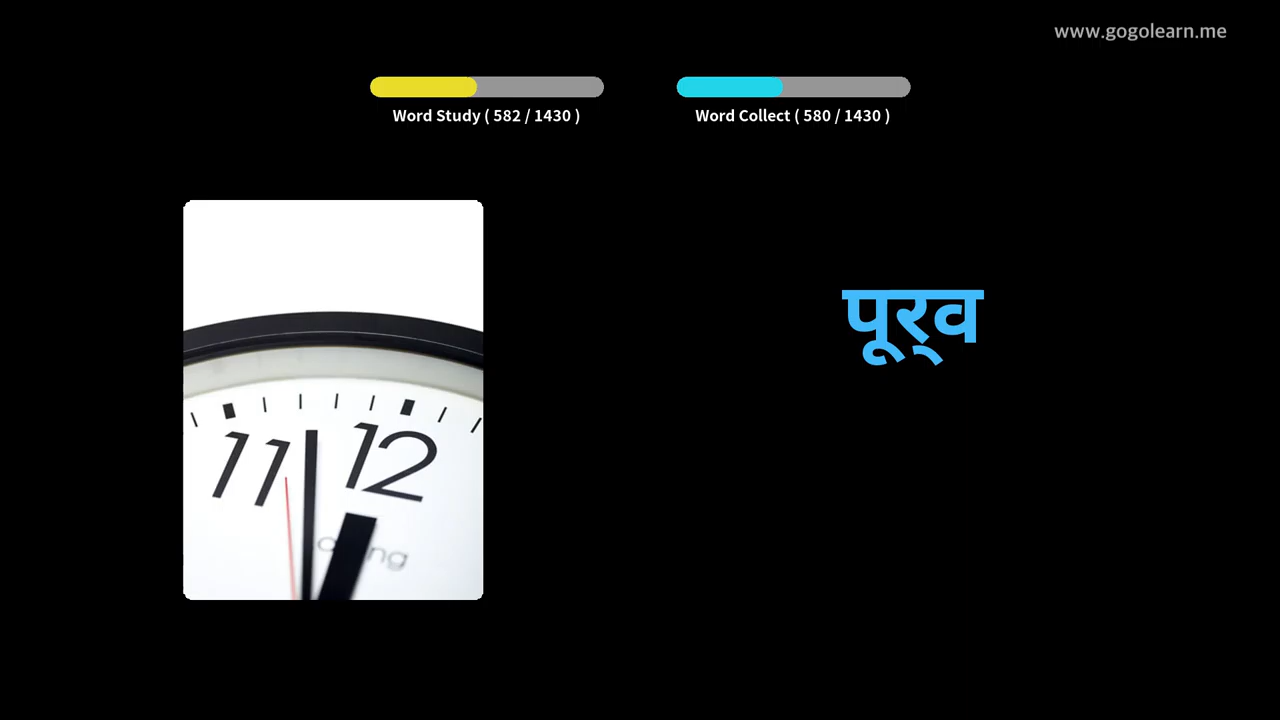 www.gogolearn.me
Word Study ( 582 / 1430 )
Word Collect ( 580 / 1430 )
पूर्‌व
11 12